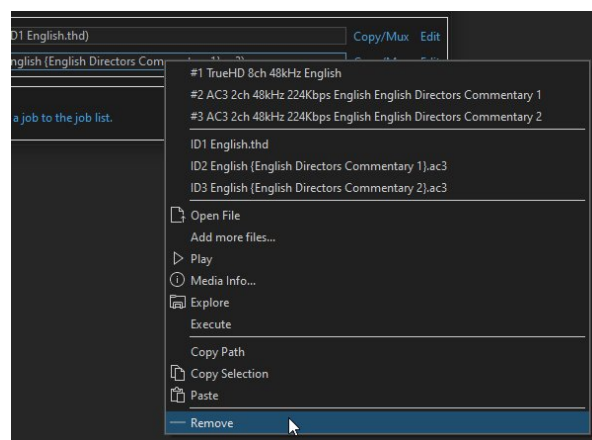 D1 English.thd)
Copy/Mux Edit
nglish {English Directors Com
#1 TrueHD 8ch 48kHz English
#2 AC3 2ch 48kHz 224Kbps English English Directors Commentary 1
#3 AC3 2ch 48kHz 224Kbps English English Directors Commentary 2
a job to the job list.
ID1 English.thd
ID2 English {English Directors Commentary 1}.ac3
ID3 English {English Directors Commentary 2}.ac3
Open File
Add more files...
Play
Media Info...
Explore
Execute
Copy Path
Copy Selection
Paste
Remove